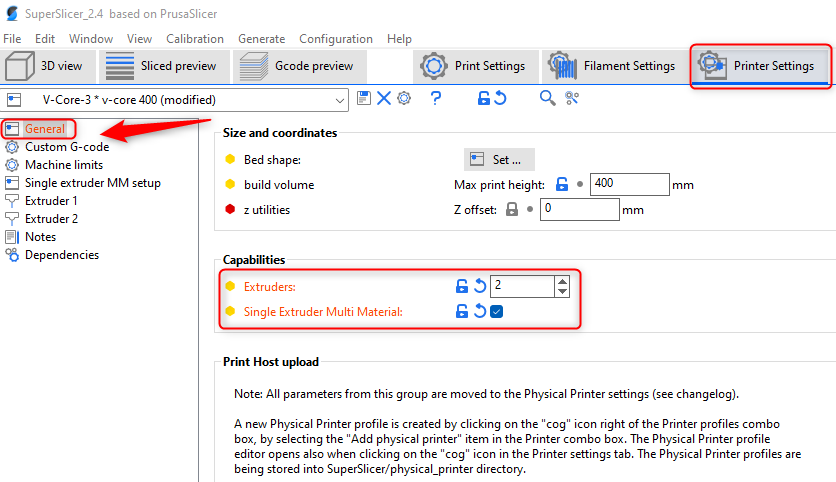 SuperSlicer_2.4 based on PrusaSlicer
File Edit Window View Calibration Generate Configuration Help
3D view Sliced preview Gcode preview Print Settings Filament Settings Printer Settings
V-Core-3 * v-core 400 (modified) ?
General
Custom G-code
Machine limits
Single extruder MM setup
Extruder 1
Extruder 2
Notes
Dependencies
Size and coordinates
Bed shape: Set ...
build volume Max print height: 400 mm
z utilities Z offset: 0 mm
Capabilities
Extruders: 2
Single Extruder Multi Material:
Print Host upload
Note: All parameters from this group are moved to the Physical Printer settings (see changelog).
A new Physical Printer profile is created by clicking on the "cog" icon right of the Printer profiles combo
box, by selecting the "Add physical printer" item in the Printer combo box. The Physical Printer profile
editor opens also when clicking on the "cog" icon in the Printer settings tab. The Physical Printer profiles are
being stored into SuperSlicer/physical_printer directory.